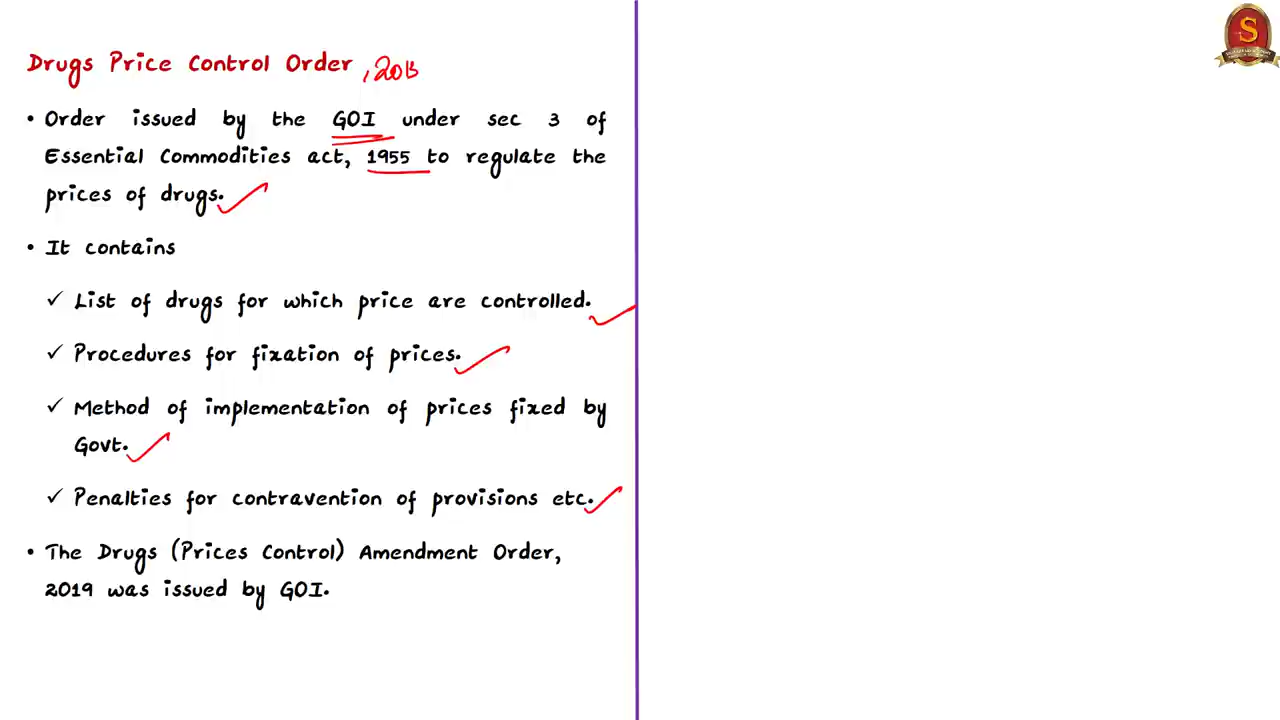 Drugs Price Control Order , 2013
• Order issued by the GOI under sec 3 of
Essential Commodities act, 1955 to regulate the
prices of drugs.
• It contains
✓ List of drugs for which price are controlled.
✓ Procedures for fixation of prices.
✓ Method of implementation of prices fixed by
Govt.
✓ Penalties for contravention of provisions etc.
• The Drugs (Prices Control) Amendment Order,
2019 was issued by GOI.
S